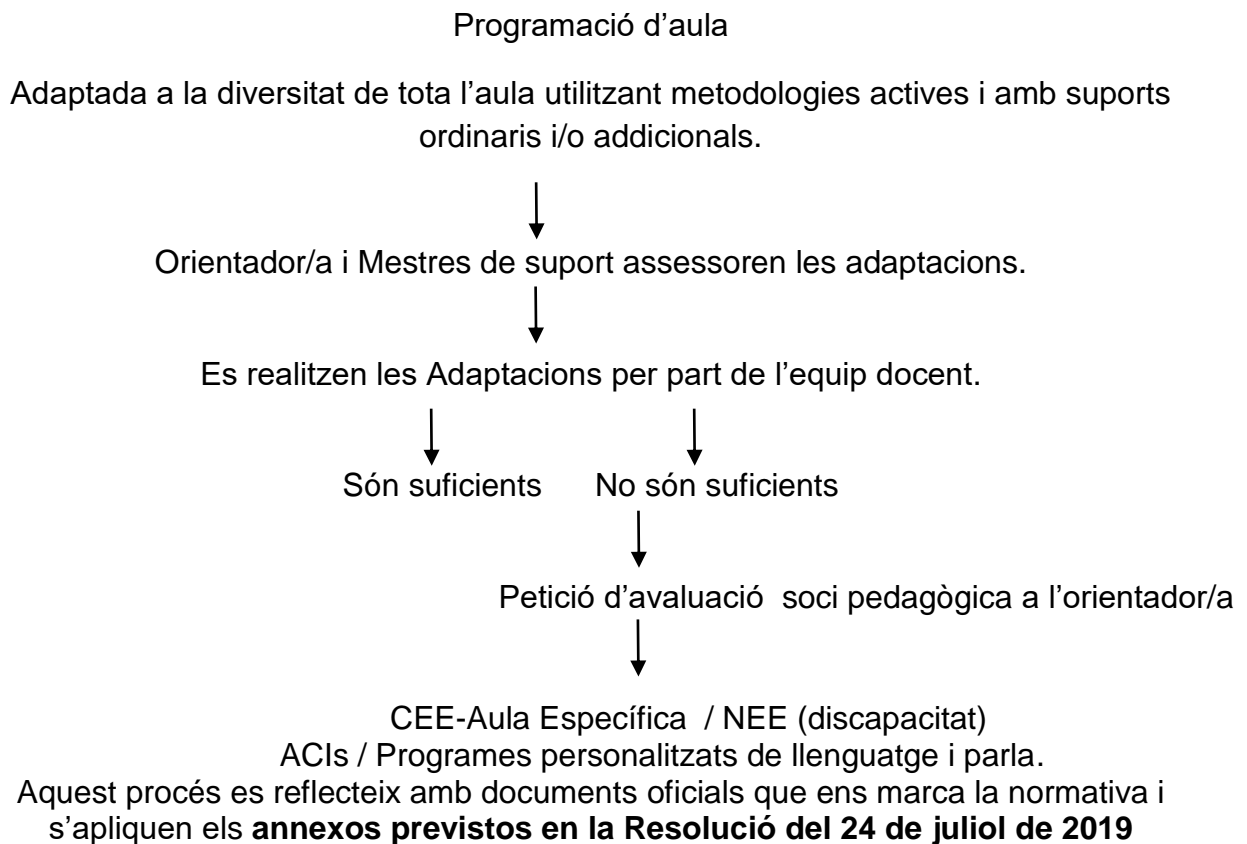 Programació d’aula
Adaptada a la diversitat de tota l’aula utilitzant metodologies actives i amb suports
ordinaris i/o addicionals.
Orientador/a i Mestres de suport assessoren les adaptacions.
Es realitzen les Adaptacions per part de l’equip docent.
Són suficients No són suficients
Petició d’avaluació soci pedagògica a l’orientador/a
CEE-Aula Específica / NEE (discapacitat)
ACIs / Programes personalitzats de llenguatge i parla.
Aquest procés es reflecteix amb documents oficials que ens marca la normativa i
s’apliquen els annexos previstos en la Resolució del 24 de juliol de 2019